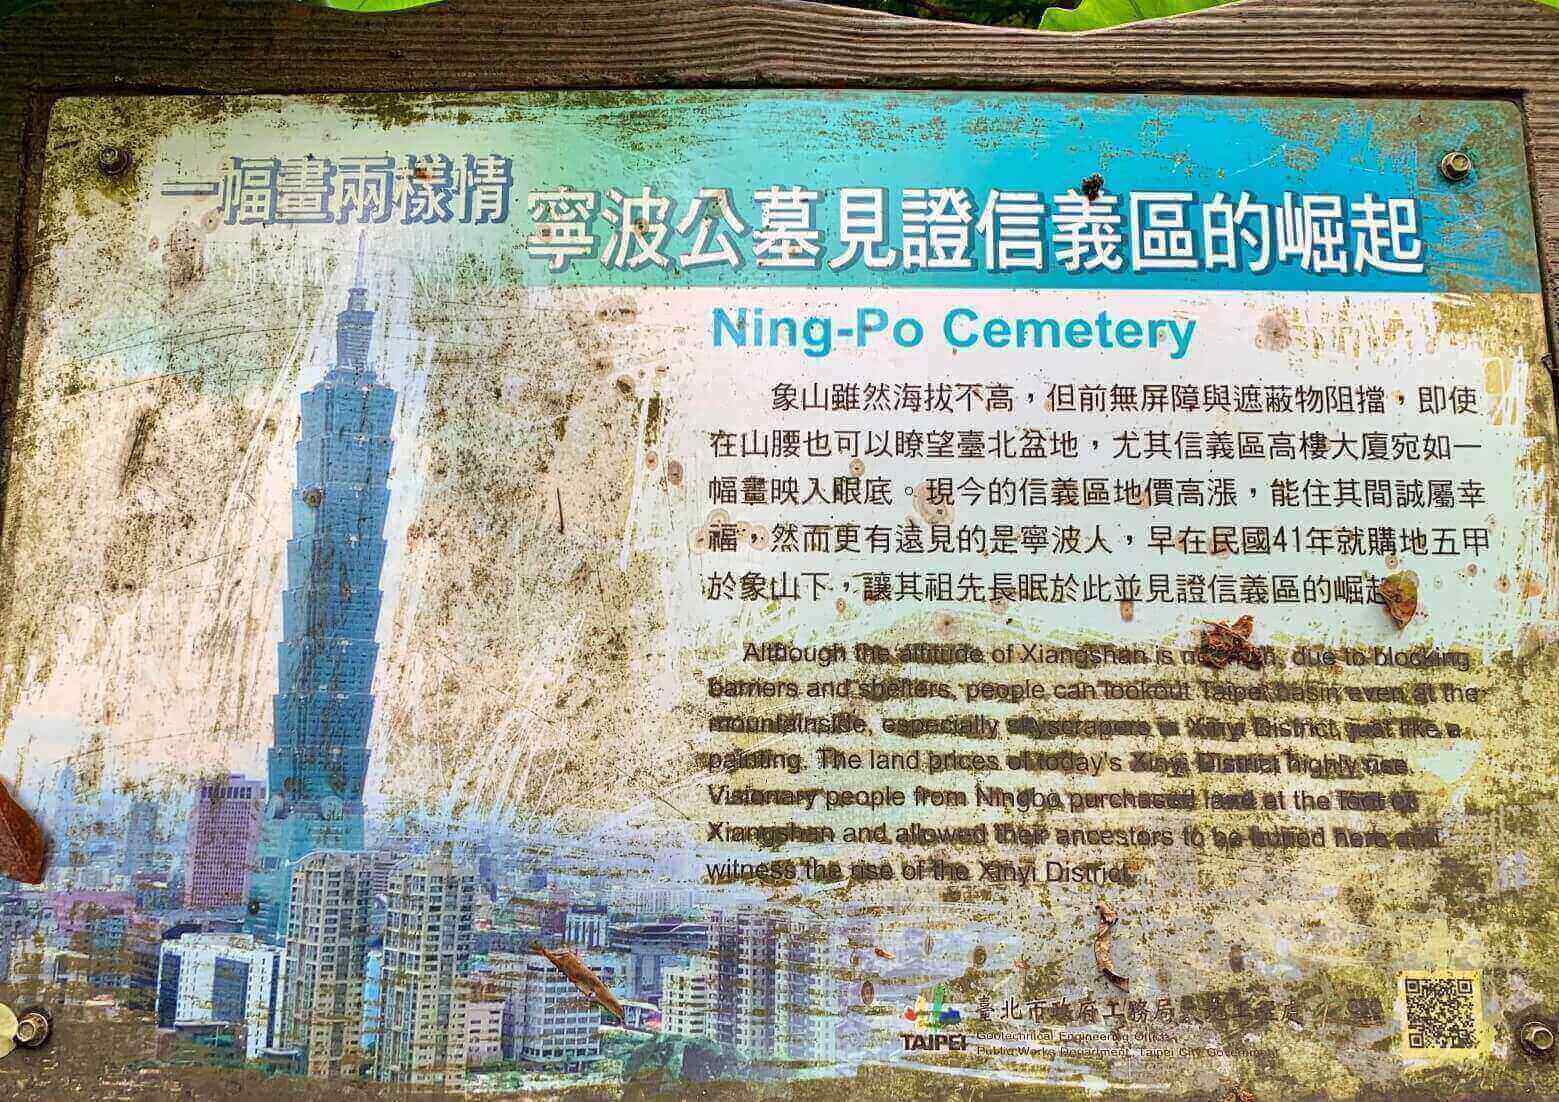 一幅畫兩樣情
寧波公墓見證信義區的崛起
Ning-Po Cemetery
象山雖然海拔不高，但前無屏障與遮蔽物阻擋，即使
在山腰也可以瞭望臺北盆地，尤其信義區高樓大廈宛如一
幅畫映入眼底。現今的信義區地價高漲，能住其間誠屬幸
福，然而更有遠見的是寧波人，早在民國41年就購地五甲
於象山下，讓其祖先長眠於此並見證信義區的崛起
Although the altitude of Xiangshan is due to blocking
barriers and shelters, people can lookout Taipei basin even at the
mountainside, especially skyscrapers in Xinyi District, just like a
painting. The land prices of today's Xinyi District highly rise.
Visionary people from Ningbo purchased land at the foot of
Xiangshan and allowed their ancestors to be buried here and
witness the rise of the Xinyi District.
臺北市政府工務局
TAIPEI
Geotechnical Engineering Office,
Public Works Department, Taipei City Government